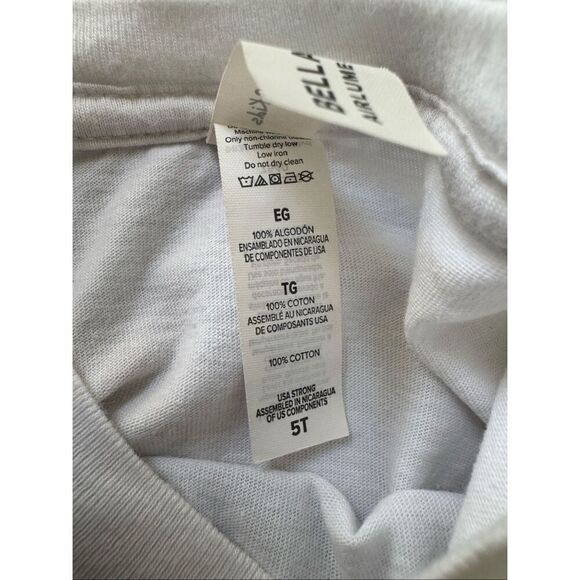 BELLA
AIRLUME
Only non-chlorine
Tumble dry low
Low iron
Do not dry clean
EG
100% ALGODÓN
ENSAMBLADO EN NICARAGUA
DE COMPONENTES DE USA
TG
100% COTON
ASSEMBLÉ AU NICARAGUA
DE COMPOSANTS USA
100% COTTON
USA STRONG
ASSEMBLED IN NICARAGUA
OF US COMPONENTS
5T